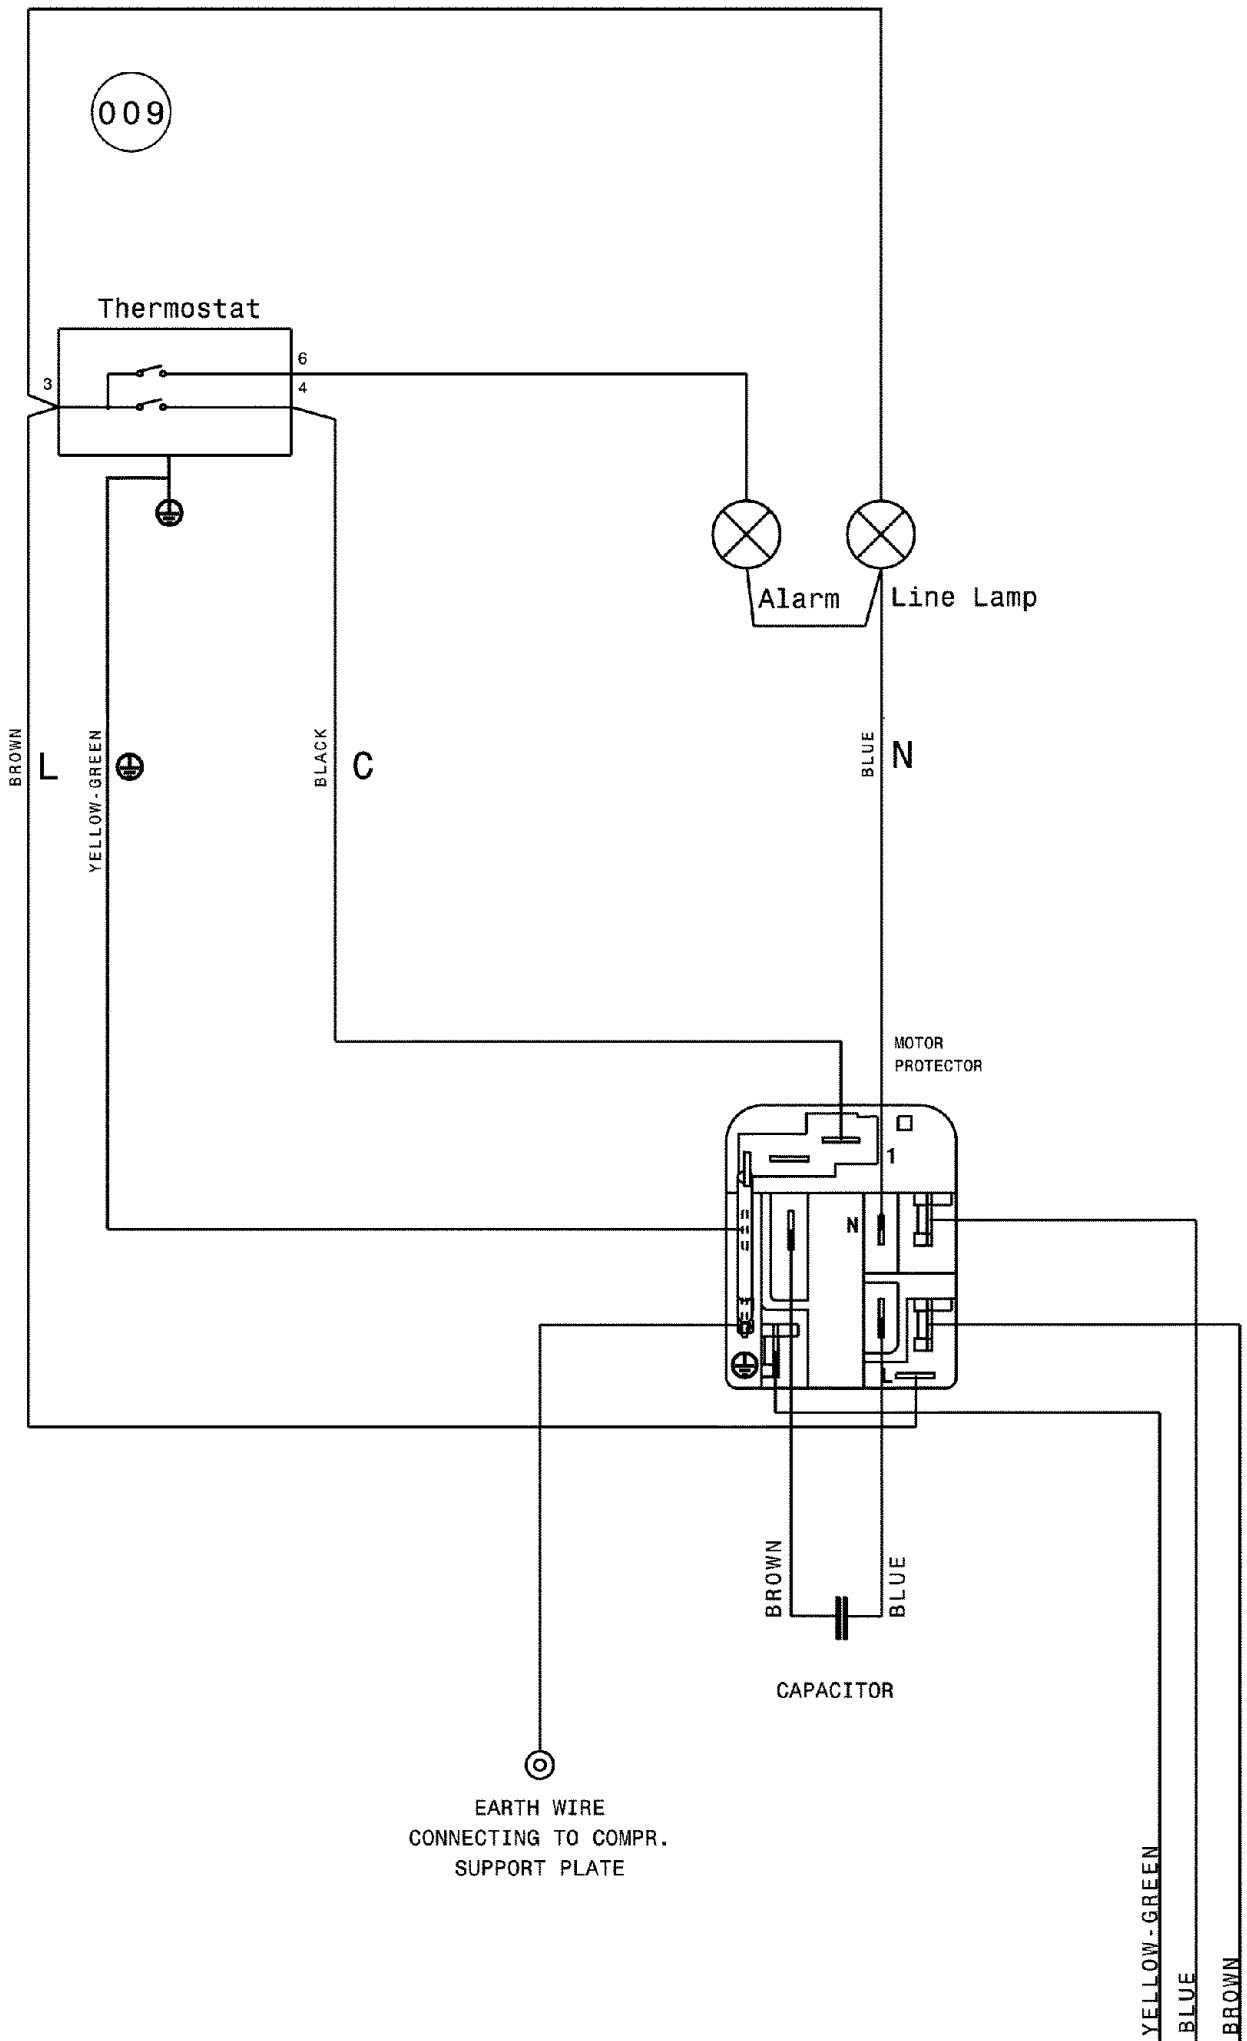 009
Thermostat
6
3
4
Alarm
Line Lamp
BROWN
L
YELLOW-GREEN
BLACK
C
BLUE
N
MOTOR
PROTECTOR
1
N
L
BROWN
BLUE
CAPACITOR
EARTH WIRE
CONNECTING TO COMPR.
SUPPORT PLATE
YELLOW-GREEN
BLUE
BROWN